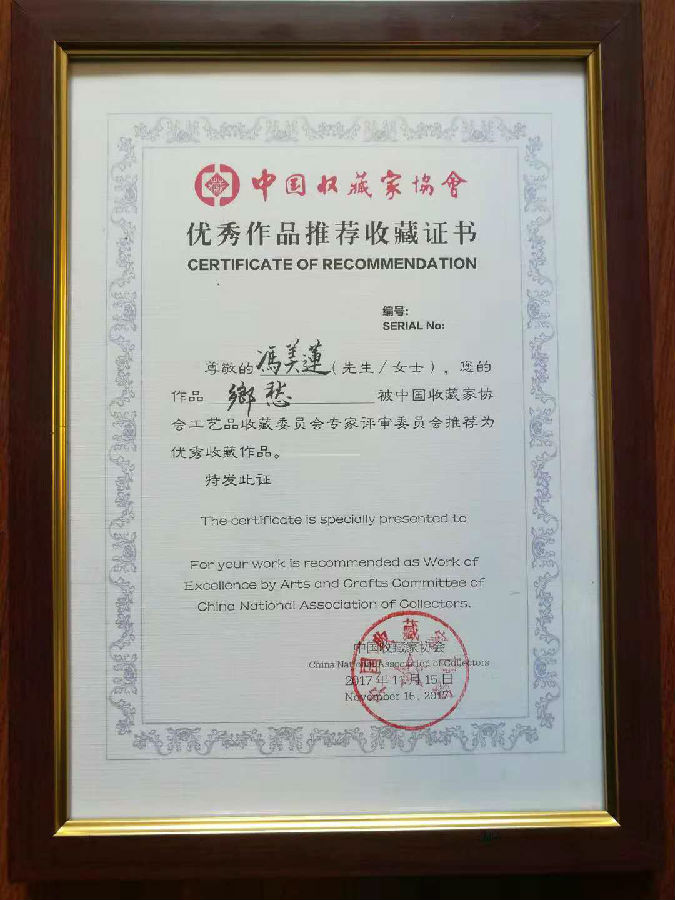 中国收藏家協會
优秀作品推荐收藏证书
CERTIFICATE OF RECOMMENDATION
编号:
SERIAL No:
尊敬的馮美蓮(先生/女士),您的
作品 鄉愁 被中国收藏家协
会工艺品收藏委员会专家评审委员会推荐为
优秀收藏作品。
特发此证
The certificate is specially presented to
For your work is recommended as Work of
Excellence by Arts and Crafts Committee of
China National Association of Collectors.
中国收藏家协会
China National Association of Collectors
2017年11月15日
November 15, 2017